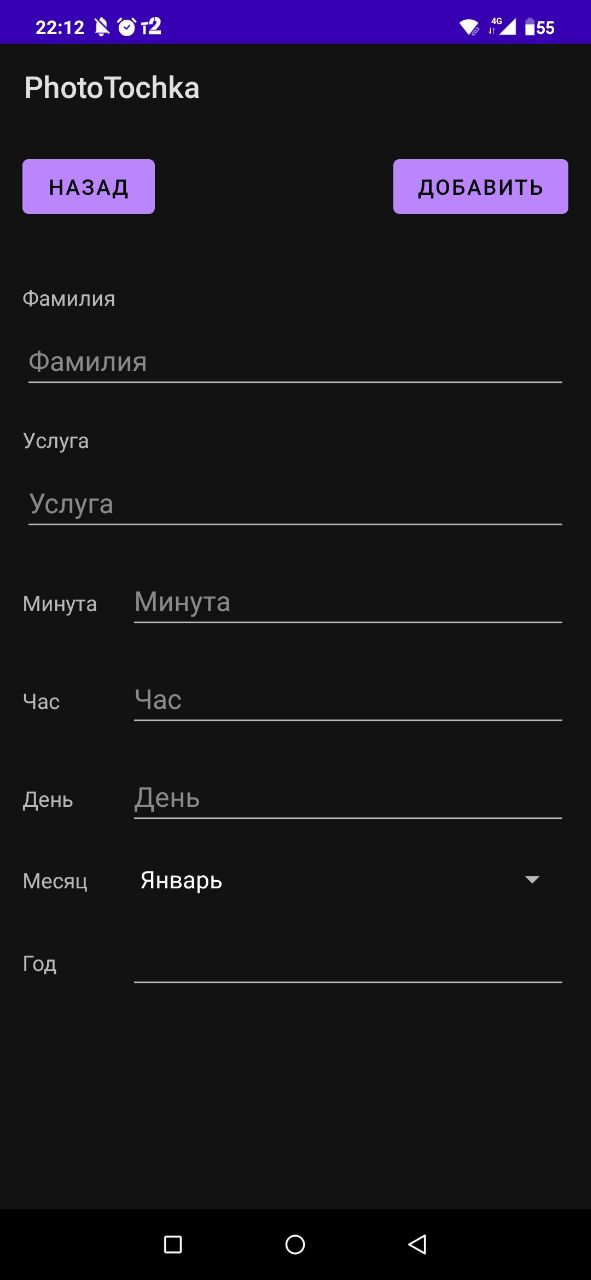 22:12 T2 4G 55
PhotoTochka
НАЗАД ДОБАВИТЬ
Фамилия
Фамилия
Услуга
Услуга
Минута Минута
Час Час
День День
Месяц Январь
Год